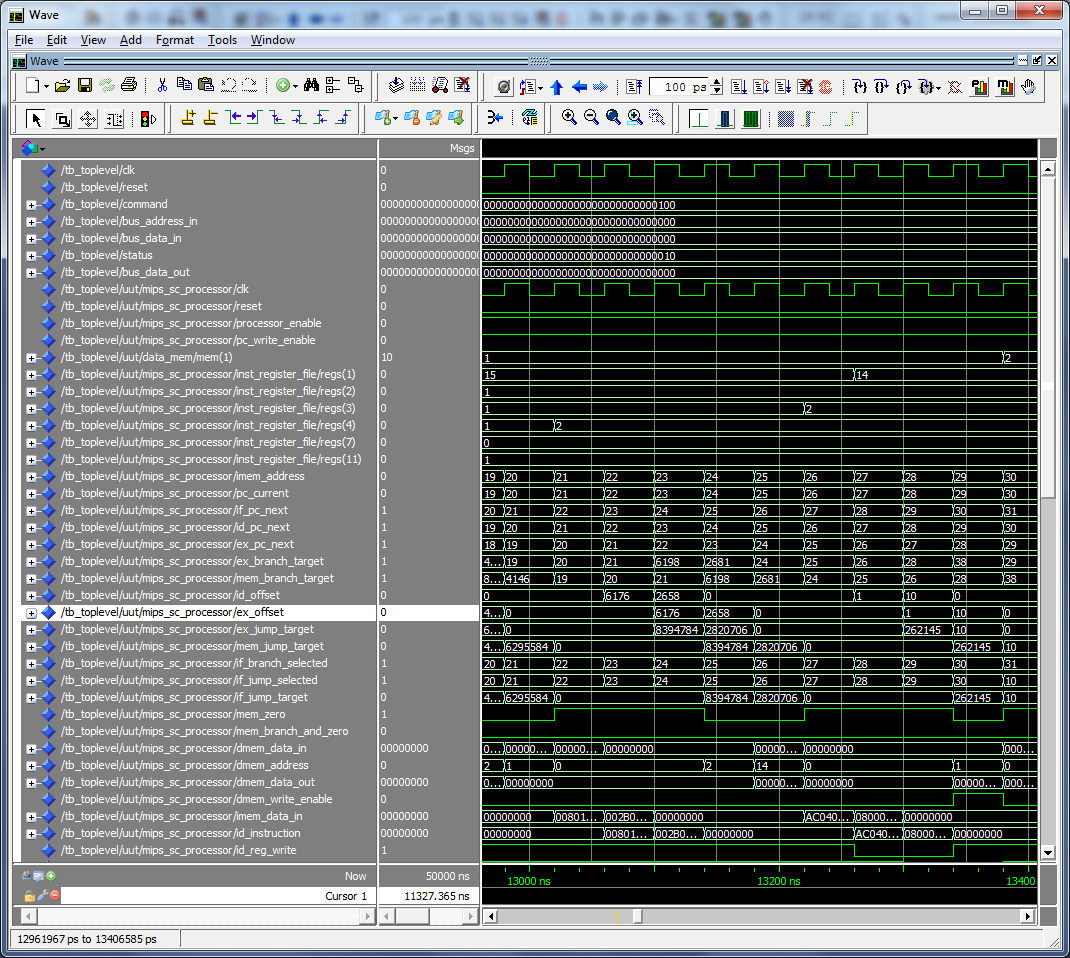 Wave
File Edit View Add Format Tools Window
Wave
100 ps
Msgs
/tb_toplevel/clk 0
/tb_toplevel/reset 0
/tb_toplevel/command 0000000000000000 00000000000000000000000000000100
/tb_toplevel/bus_address_in 0000000000000000 00000000000000000000000000000000
/tb_toplevel/bus_data_in 0000000000000000 00000000000000000000000000000000
/tb_toplevel/status 0000000000000000 00000000000000000000000000000010
/tb_toplevel/bus_data_out 0000000000000000 00000000000000000000000000000000
/tb_toplevel/uut/mips_sc_processor/clk 0
/tb_toplevel/uut/mips_sc_processor/reset 0
/tb_toplevel/uut/mips_sc_processor/processor_enable 0
/tb_toplevel/uut/mips_sc_processor/pc_write_enable 0
/tb_toplevel/uut/data_mem/mem(1) 10 1 2
/tb_toplevel/uut/mips_sc_processor/inst_register_file/regs(1) 0 15 14
/tb_toplevel/uut/mips_sc_processor/inst_register_file/regs(2) 0 1
/tb_toplevel/uut/mips_sc_processor/inst_register_file/regs(3) 0 1 2
/tb_toplevel/uut/mips_sc_processor/inst_register_file/regs(4) 0 1 2
/tb_toplevel/uut/mips_sc_processor/inst_register_file/regs(7) 0 0
/tb_toplevel/uut/mips_sc_processor/inst_register_file/regs(11) 0 1
/tb_toplevel/uut/mips_sc_processor/imem_address 0 19 20 21 22 23 24 25 26 27 28 29 30
/tb_toplevel/uut/mips_sc_processor/pc_current 0 19 20 21 22 23 24 25 26 27 28 29 30
/tb_toplevel/uut/mips_sc_processor/if_pc_next 1 20 21 22 23 24 25 26 27 28 29 30 31
/tb_toplevel/uut/mips_sc_processor/id_pc_next 1 19 20 21 22 23 24 25 26 27 28 29 30
/tb_toplevel/uut/mips_sc_processor/ex_pc_next 1 18 19 20 21 22 23 24 25 26 27 28 29
/tb_toplevel/uut/mips_sc_processor/ex_branch_target 1 4... 19 20 21 6198 2681 24 25 26 28 38 29
/tb_toplevel/uut/mips_sc_processor/mem_branch_target 1 8... 4146 19 20 21 6198 2681 24 25 26 28 38
/tb_toplevel/uut/mips_sc_processor/id_offset 0 0 6176 2658 0 1 10 0
/tb_toplevel/uut/mips_sc_processor/ex_offset 0 4... 0 6176 2658 0 1 10 0
/tb_toplevel/uut/mips_sc_processor/ex_jump_target 0 6... 0 8394784 2820706 0 262145 10 0
/tb_toplevel/uut/mips_sc_processor/mem_jump_target 0 4... 6295584 0 8394784 2820706 0 262145 10
/tb_toplevel/uut/mips_sc_processor/if_branch_selected 1 20 21 22 23 24 25 26 27 28 29 30 31
/tb_toplevel/uut/mips_sc_processor/if_jump_selected 1 20 21 22 23 24 25 26 27 28 29 30 10
/tb_toplevel/uut/mips_sc_processor/if_jump_target 0 4... 6295584 0 8394784 2820706 0 262145 10
/tb_toplevel/uut/mips_sc_processor/mem_zero 1
/tb_toplevel/uut/mips_sc_processor/mem_branch_and_zero 0
/tb_toplevel/uut/mips_sc_processor/dmem_data_in 00000000 0... 00000... 00000... 00000000 00000... 00000000 000...
/tb_toplevel/uut/mips_sc_processor/dmem_address 0 2 1 0 2 14 0 1 0
/tb_toplevel/uut/mips_sc_processor/dmem_data_out 00000000 0... 00000000 00000... 00000000 00000... 000...
/tb_toplevel/uut/mips_sc_processor/dmem_write_enable 0
/tb_toplevel/uut/mips_sc_processor/imem_data_in 00000000 00000000 00801... 002B0... 00000000 AC040... 08000... 00000000
/tb_toplevel/uut/mips_sc_processor/id_instruction 00000000 00000000 00801... 002B0... 00000000 AC040... 08000... 00000000
/tb_toplevel/uut/mips_sc_processor/id_reg_write 1
Now 50000 ns 13000 ns 13200 ns 13400
Cursor 1 11327.365 ns
12961967 ps to 13406585 ps